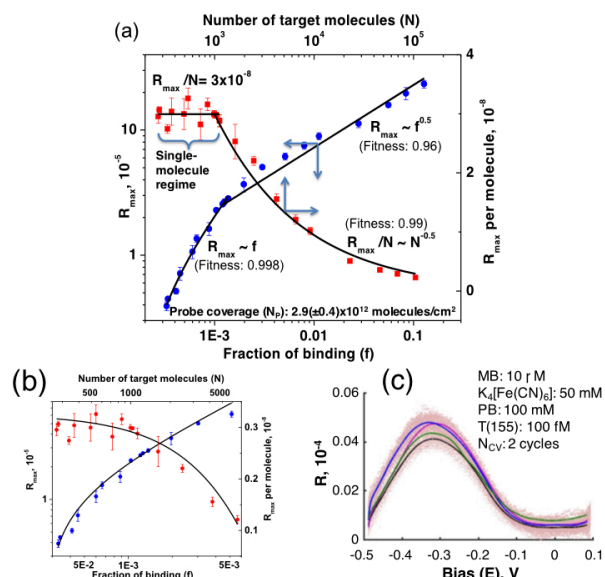 Number of target molecules (N)
10³ 10⁴ 10⁵
(a)
R_max/N= 3x10⁻⁸
4
3
2
1
0
10
1
Single-
molecule
regime
R_max ~ f^0.5
(Fitness: 0.96)
(Fitness: 0.99)
R_max/N ~ N^-0.5
R_max ~ f
(Fitness: 0.998)
Probe coverage (N_P): 2.9(±0.4)x10¹² molecules/cm²
R_max, 10⁻⁵
R_max per molecule, 10⁻⁸
1E-3 0.01 0.1
Fraction of binding (f)
(b)
Number of target molecules (N)
500 1000 5000
R_max, 10⁻⁵
1
0.3
0.2
0.1
R_max per molecule, 10⁻⁸
5E-2 1E-3 5E-3
Fraction of binding (f)
(c)
MB: 10 γ M
K₄[Fe(CN)₆]: 50 mM
PB: 100 mM
T(155): 100 fM
N_CV: 2 cycles
R, 10⁻⁴
0.06
0.04
0.02
0
-0.5 -0.4 -0.3 -0.2 -0.1 0 0.1
Bias (E), V